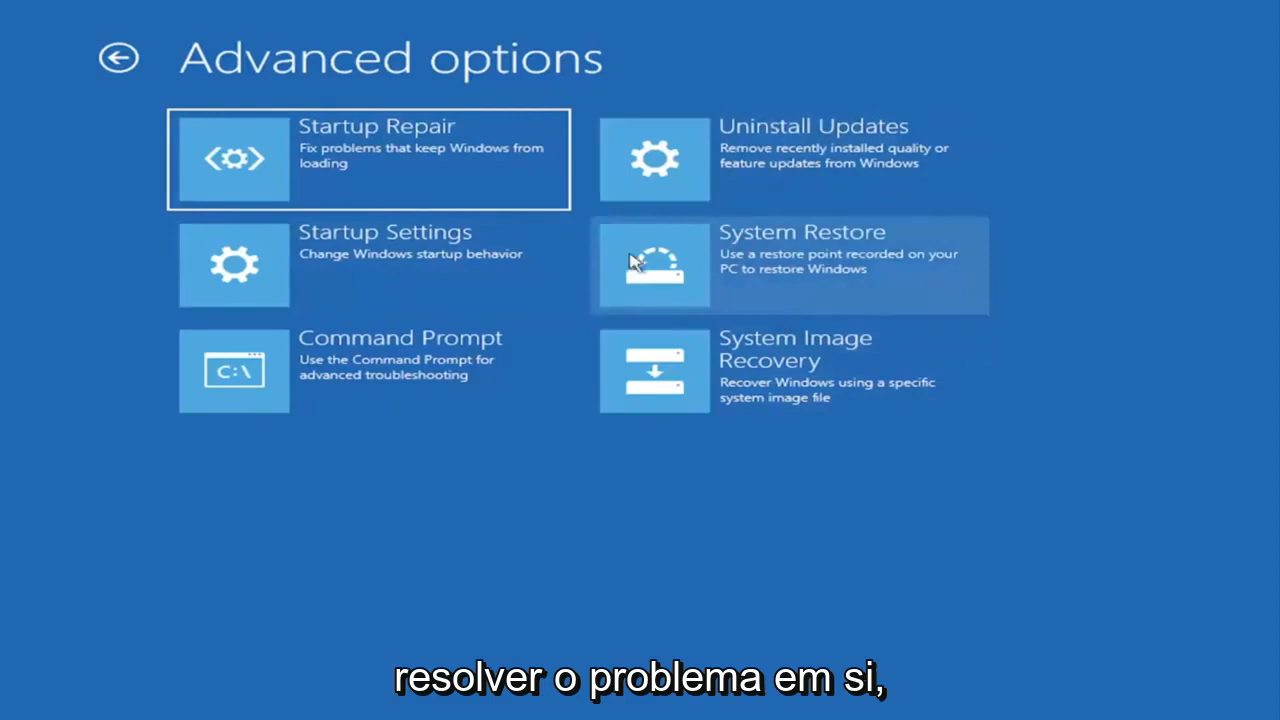 Advanced options
Startup Repair
Fix problems that keep Windows from
loading
Uninstall Updates
Remove recently installed quality or
feature updates from Windows
Startup Settings
Change Windows startup behavior
System Restore
Use a restore point recorded on your
PC to restore Windows
Command Prompt
Use the Command Prompt for
advanced troubleshooting
C:\
System Image
Recovery
Recover Windows using a specific
system image file
resolver o problema em si,